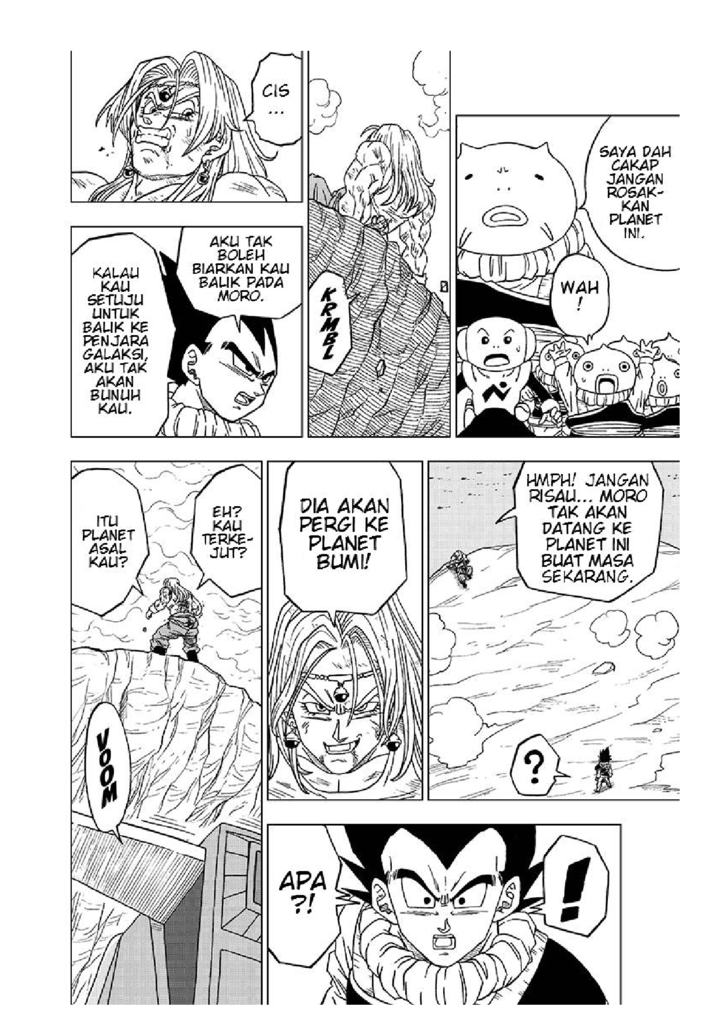 SAYA DAH
CAKAP
JANGAN
ROSAK-
KAN
PLANET
INI.
WAH
!
KRMBL
CIS
...
AKU TAK
BOLEH
BIARKAN KAU
BALIK PADA
MORO.
KALAU
KAU
SETUJU
UNTUK
BALIK KE
PENJARA
GALAKSI,
AKU TAK
AKAN
BUNUH
KAU.
HMPH! JANGAN
RISAU... MORO
TAK AKAN
DATANG KE
PLANET INI
BUAT MASA
SEKARANG.
?
DIA AKAN
PERGI KE
PLANET
BUMI!
EH?
KAU
TERKE-
JUT?
ITU
PLANET
ASAL
KAU?
VOOM
!
APA
?!